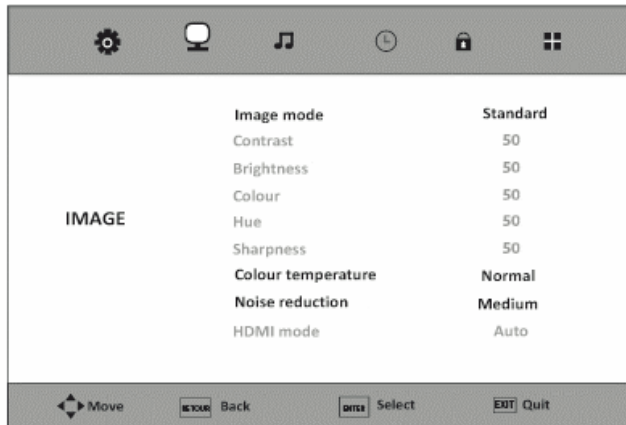 Image mode Standard
Contrast 50
Brightness 50
Colour 50
IMAGE Hue 50
Sharpness 50
Colour temperature Normal
Noise reduction Medium
HDMI mode Auto
Move RETOUR Back ENTER Select EXIT Quit